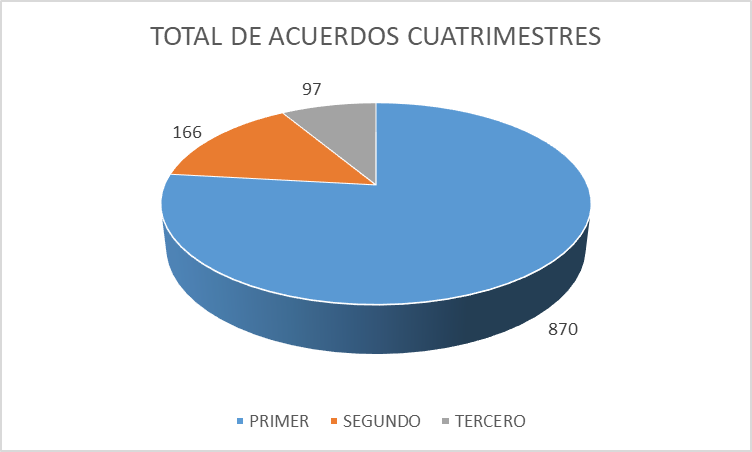 TOTAL DE ACUERDOS CUATRIMESTRES
97
166
870
PRIMER SEGUNDO TERCERO